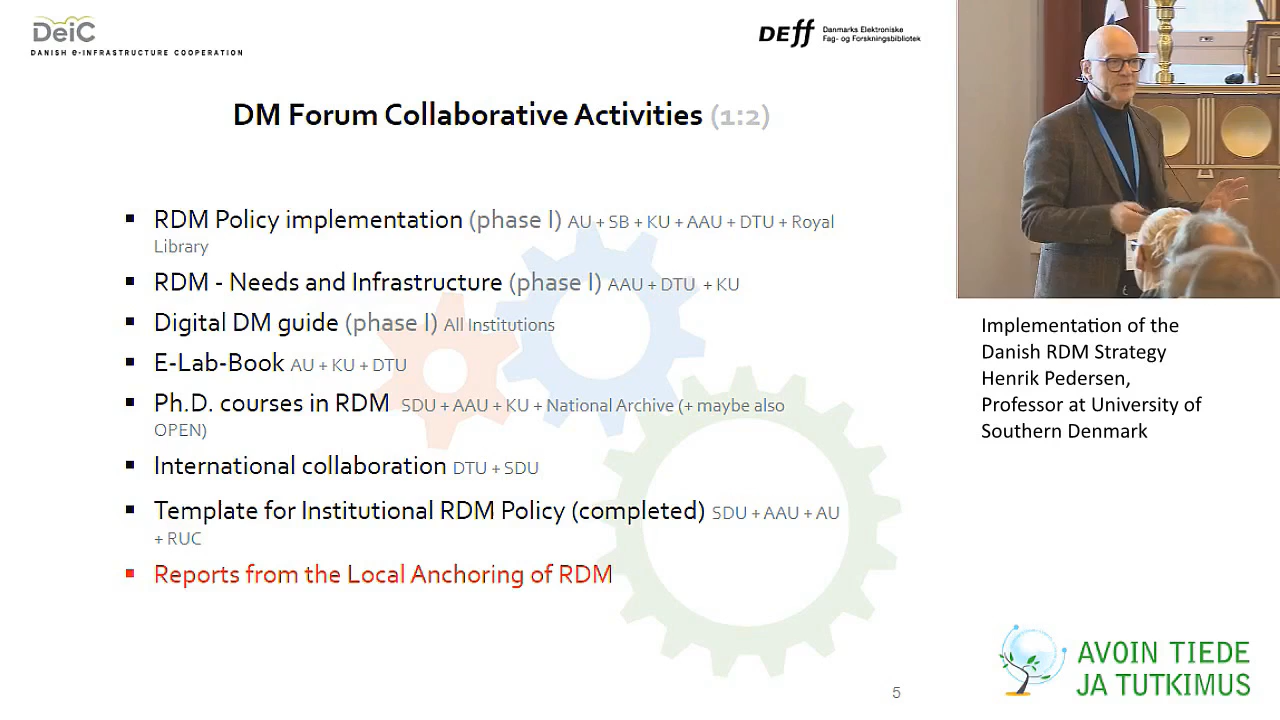 DeiC
DANISH e-INFRASTRUCTURE COOPERATION
DEff
Danmarks Elektroniske
Fag- og Forskningsbibliotek
DM Forum Collaborative Activities (1:2)
▪ RDM Policy implementation (phase I) AU + SB + KU + AAU + DTU + Royal
Library
▪ RDM - Needs and Infrastructure (phase I) AAU + DTU + KU
▪ Digital DM guide (phase I) All Institutions
▪ E-Lab-Book AU + KU + DTU
▪ Ph.D. courses in RDM SDU + AAU + KU + National Archive (+ maybe also
OPEN)
▪ International collaboration DTU + SDU
▪ Template for Institutional RDM Policy (completed) SDU + AAU + AU
+ RUC
▪ Reports from the Local Anchoring of RDM
5
Implementation of the
Danish RDM Strategy
Henrik Pedersen,
Professor at University of
Southern Denmark
AVOIN TIEDE
JA TUTKIMUS